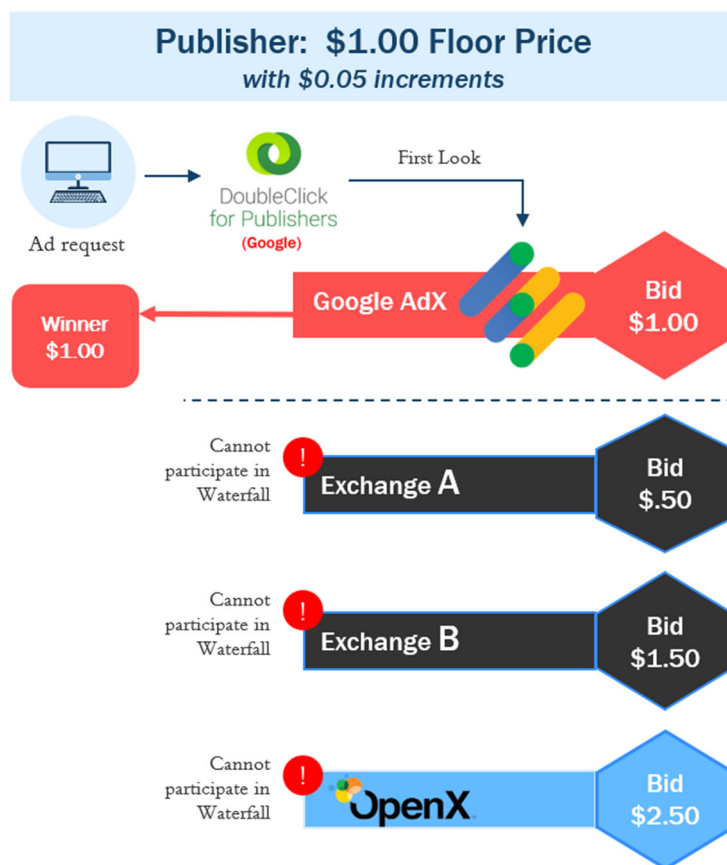 Publisher: $1.00 Floor Price
with $0.05 increments
First Look
DoubleClick
for Publishers
(Google)
Ad request
Google AdX
Bid
$1.00
Winner
$1.00
Cannot
participate in
Waterfall
!
Exchange A
Bid
$.50
Cannot
participate in
Waterfall
!
Exchange B
Bid
$1.50
Cannot
participate in
Waterfall
!
OpenX
Bid
$2.50